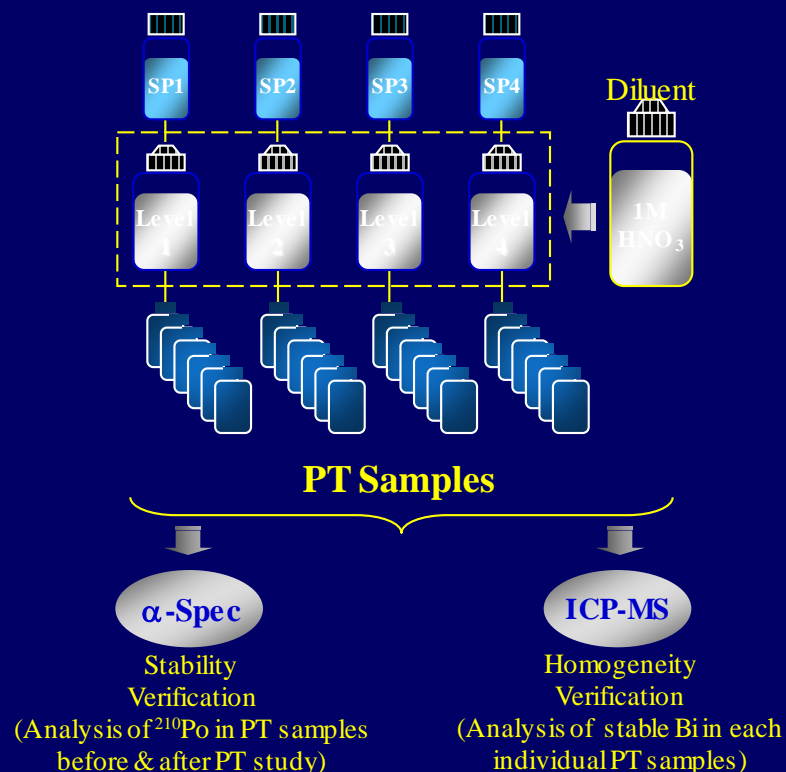 SP1 SP2 SP3 SP4
Diluent
Level Level Level Level
1 2 3 4
1M
HNO₃
PT Samples
α-Spec ICP-MS
Stability
Verification
(Analysis of ²¹⁰Po in PT samples
before & after PT study)
Homogeneity
Verification
(Analysis of stable Bi in each
individual PT samples)